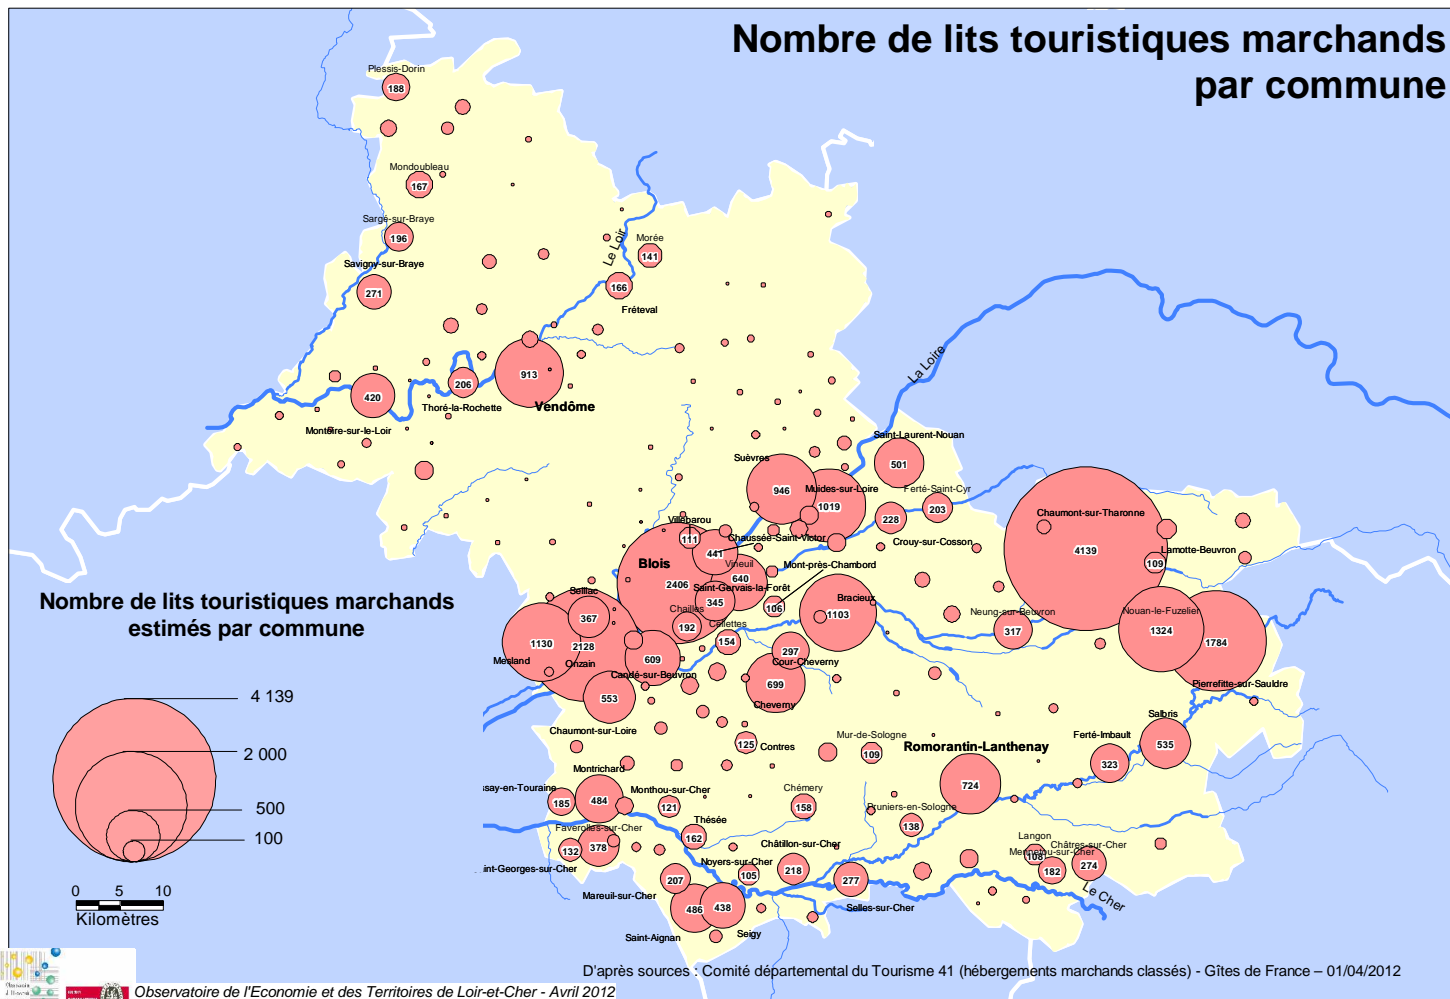 Nombre de lits touristiques marchands
par commune
Plessis-Dorin
188
Mondoubleau
167
Sargé-sur-Braye
196
Savigny-sur-Braye
271
Le Loir
Morée
141
166
Fréteval
913
Vendôme
206
Thoré-la-Rochette
420
Montoire-sur-le-Loir
La Loire
Saint-Laurent-Nouan
501
Suèvres
946
Muides-sur-Loire
1019
Ferté-Saint-Cyr
203
228
Crouy-sur-Cosson
Chaumont-sur-Tharonne
4139
Lamotte-Beuvron
109
Villebarou
111
Chaussée-Saint-Victor
441
Blois
2406
Vineuil
640
Mont-près-Chambord
106
Saint-Gervais-la-Forêt
345
Bracieux
1103
Neung-sur-Beuvron
317
Nouan-le-Fuzelier
1324
1784
Pierrefitte-sur-Sauldre
Seillac
367
Chailles
192
Cellettes
154
1130
Mesland
2128
Onzain
609
Candé-sur-Beuvron
297
Cour-Cheverny
699
Cheverny
553
Chaumont-sur-Loire
125
Contres
Mur-de-Sologne
109
Romorantin-Lanthenay
724
Salbris
535
Ferté-Imbault
323
Montrichard
484
ssay-en-Touraine
185
Monthou-sur-Cher
121
Chémery
158
Pruniers-en-Sologne
138
Thésée
162
Faverolles-sur-Cher
378
132
int-Georges-sur-Cher
Châtillon-sur-Cher
218
Noyers-sur-Cher
105
207
Mareuil-sur-Cher
277
Selles-sur-Cher
486
Saint-Aignan
438
Seigy
Langon
108
Mennetou-sur-Cher
182
Châtres-sur-Cher
274
Le Cher
Nombre de lits touristiques marchands
estimés par commune
4 139
2 000
500
100
0 5 10
Kilomètres
D'après sources : Comité départemental du Tourisme 41 (hébergements marchands classés) - Gîtes de France – 01/04/2012
Observatoire de l'Economie et des Territoires de Loir-et-Cher - Avril 2012